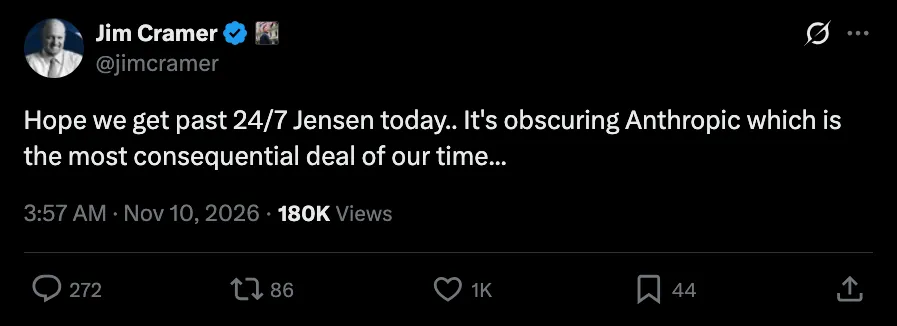 Jim Cramer
@jimcramer
Hope we get past 24/7 Jensen today.. It's obscuring Anthropic which is
the most consequential deal of our time...
3:57 AM · Nov 10, 2026 · 180K Views
272 86 1K 44